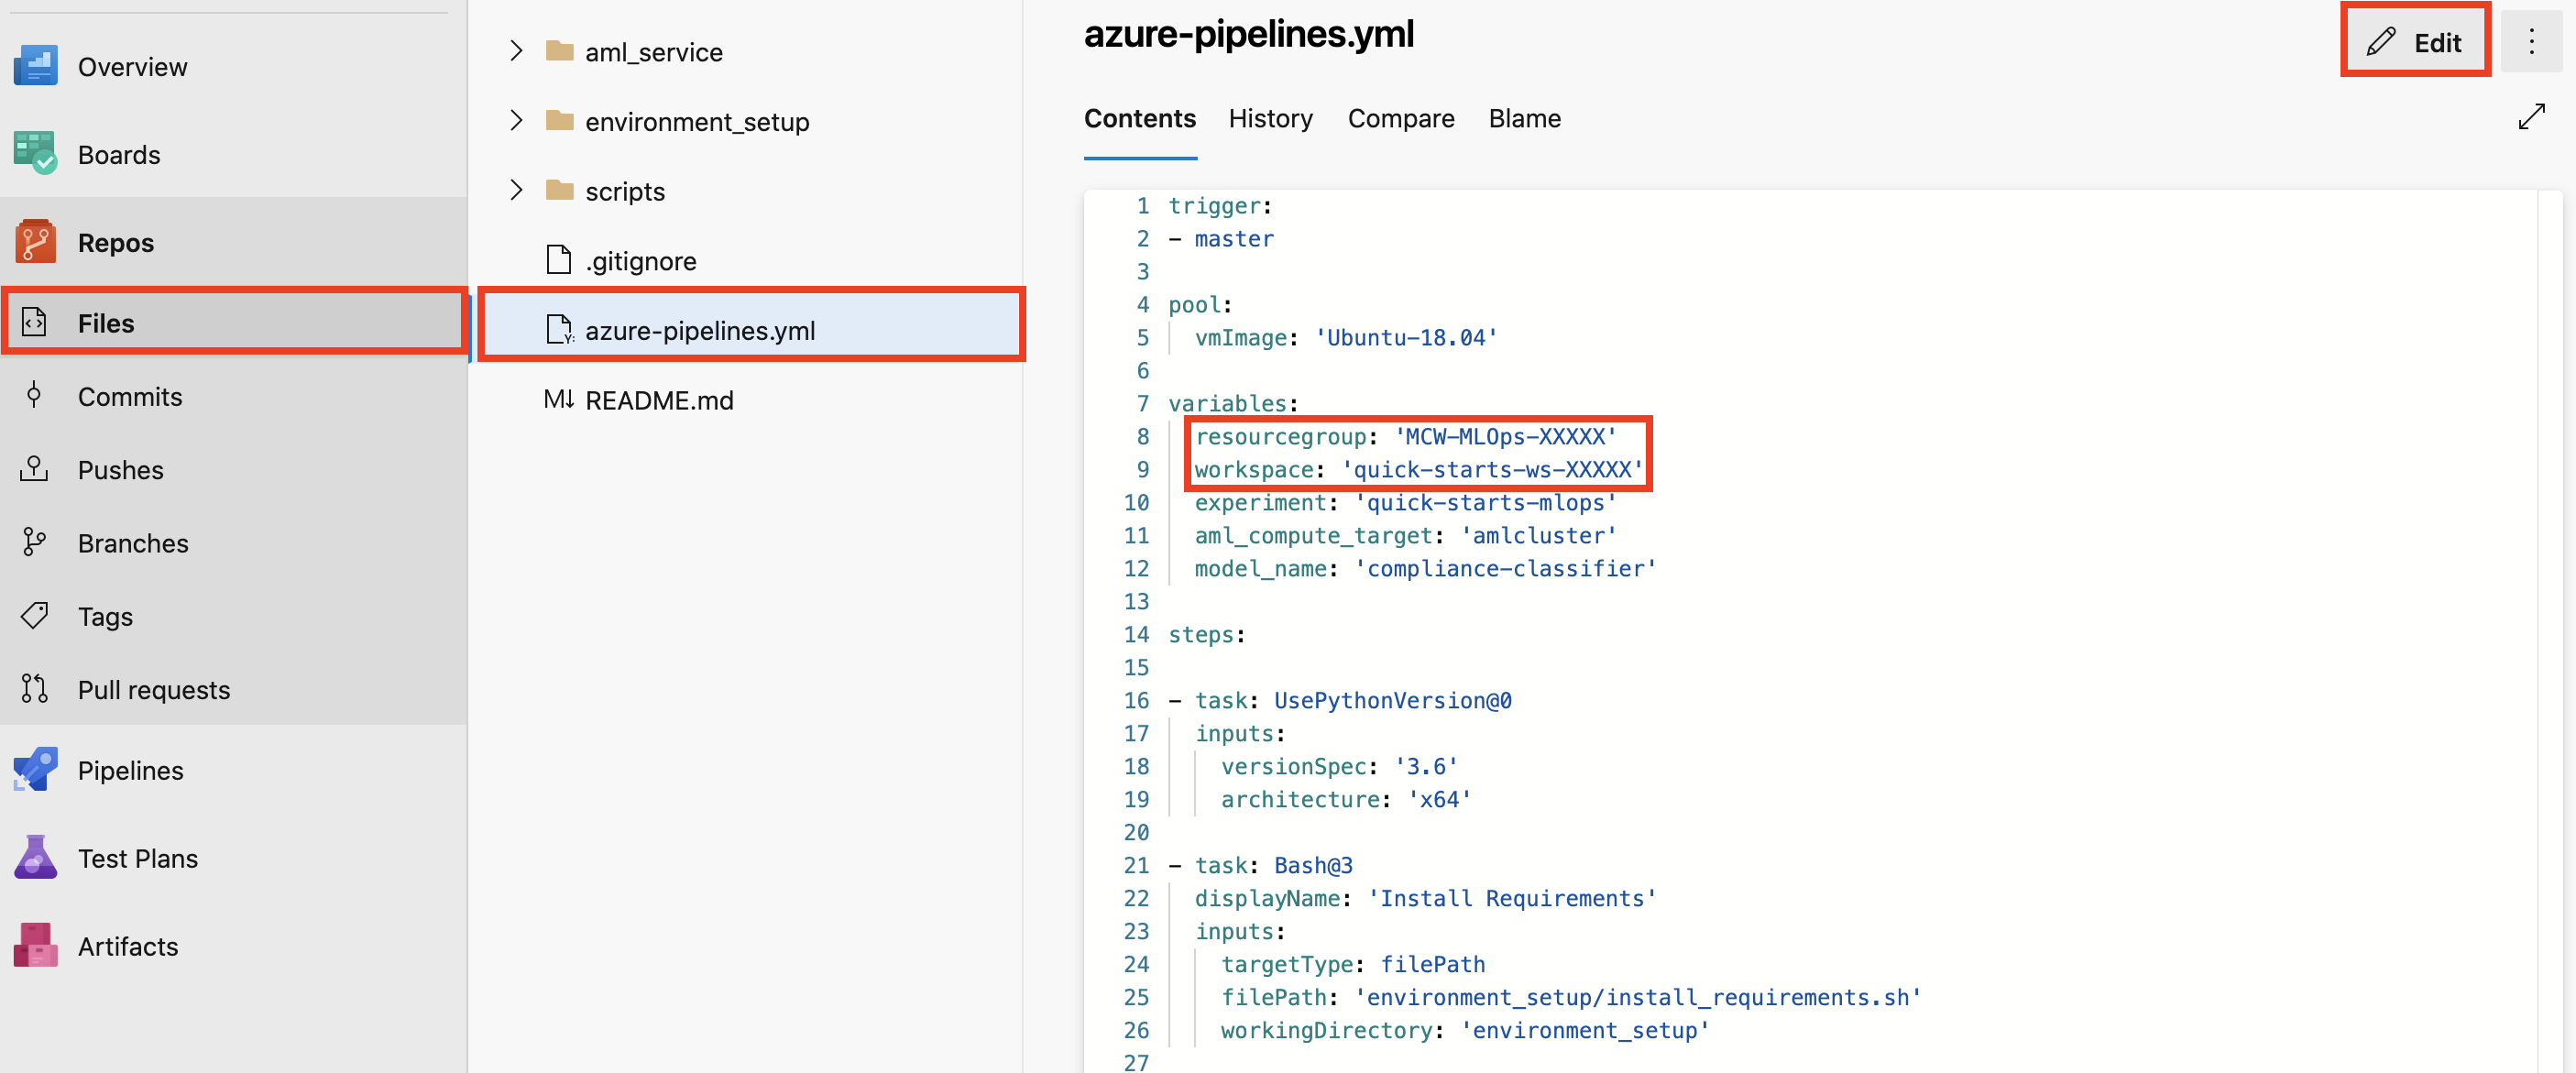 Overview
Boards
Repos
Files
Commits
Pushes
Branches
Tags
Pull requests
Pipelines
Test Plans
Artifacts
aml_service
environment_setup
scripts
.gitignore
azure-pipelines.yml
README.md
azure-pipelines.yml
Edit
Contents History Compare Blame
1 trigger:
2 - master
3
4 pool:
5 vmImage: 'Ubuntu-18.04'
6
7 variables:
8 resourcegroup: 'MCW-MLOps-XXXXX'
9 workspace: 'quick-starts-ws-XXXXX'
10 experiment: 'quick-starts-mlops'
11 aml_compute_target: 'amlcluster'
12 model_name: 'compliance-classifier'
13
14 steps:
15
16 - task: UsePythonVersion@0
17 inputs:
18 versionSpec: '3.6'
19 architecture: 'x64'
20
21 - task: Bash@3
22 displayName: 'Install Requirements'
23 inputs:
24 targetType: filePath
25 filePath: 'environment_setup/install_requirements.sh'
26 workingDirectory: 'environment_setup'
27